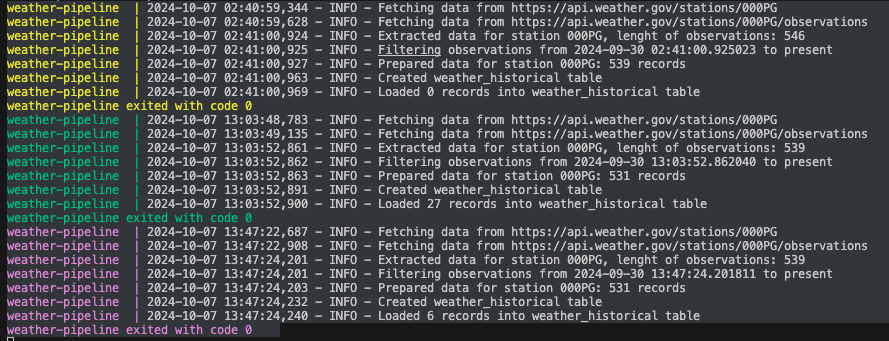 weather-pipeline  | 2024-10-07 02:40:59,344 - INFO - Fetching data from https://api.weather.gov/stations/000PG
weather-pipeline  | 2024-10-07 02:40:59,628 - INFO - Fetching data from https://api.weather.gov/stations/000PG/observations
weather-pipeline  | 2024-10-07 02:41:00,924 - INFO - Extracted data for station 000PG, lenght of observations: 546
weather-pipeline  | 2024-10-07 02:41:00,925 - INFO - Filtering observations from 2024-09-30 02:41:00.925023 to present
weather-pipeline  | 2024-10-07 02:41:00,927 - INFO - Prepared data for station 000PG: 539 records
weather-pipeline  | 2024-10-07 02:41:00,963 - INFO - Created weather_historical table
weather-pipeline  | 2024-10-07 02:41:00,969 - INFO - Loaded 0 records into weather_historical table
weather-pipeline exited with code 0
weather-pipeline  | 2024-10-07 13:03:48,783 - INFO - Fetching data from https://api.weather.gov/stations/000PG
weather-pipeline  | 2024-10-07 13:03:49,135 - INFO - Fetching data from https://api.weather.gov/stations/000PG/observations
weather-pipeline  | 2024-10-07 13:03:52,861 - INFO - Extracted data for station 000PG, lenght of observations: 539
weather-pipeline  | 2024-10-07 13:03:52,862 - INFO - Filtering observations from 2024-09-30 13:03:52.862040 to present
weather-pipeline  | 2024-10-07 13:03:52,863 - INFO - Prepared data for station 000PG: 531 records
weather-pipeline  | 2024-10-07 13:03:52,891 - INFO - Created weather_historical table
weather-pipeline  | 2024-10-07 13:03:52,900 - INFO - Loaded 27 records into weather_historical table
weather-pipeline exited with code 0
weather-pipeline  | 2024-10-07 13:47:22,687 - INFO - Fetching data from https://api.weather.gov/stations/000PG
weather-pipeline  | 2024-10-07 13:47:22,908 - INFO - Fetching data from https://api.weather.gov/stations/000PG/observations
weather-pipeline  | 2024-10-07 13:47:24,201 - INFO - Extracted data for station 000PG, lenght of observations: 539
weather-pipeline  | 2024-10-07 13:47:24,201 - INFO - Filtering observations from 2024-09-30 13:47:24.201811 to present
weather-pipeline  | 2024-10-07 13:47:24,203 - INFO - Prepared data for station 000PG: 531 records
weather-pipeline  | 2024-10-07 13:47:24,232 - INFO - Created weather_historical table
weather-pipeline  | 2024-10-07 13:47:24,240 - INFO - Loaded 6 records into weather_historical table
weather-pipeline exited with code 0